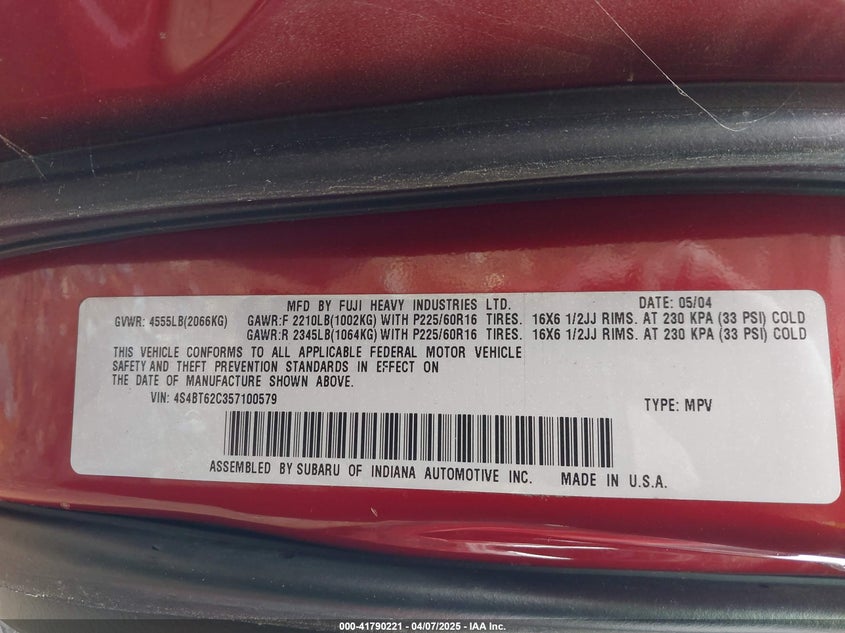 MFD BY FUJI HEAVY INDUSTRIES LTD. DATE: 05/04
GVWR: 4555LB(2066KG) GAWR:F 2210LB(1002KG) WITH P225/60R16 TIRES. 16X6 1/2JJ RIMS. AT 230 KPA (33 PSI) COLD
GAWR:R 2345LB(1064KG) WITH P225/60R16 TIRES. 16X6 1/2JJ RIMS. AT 230 KPA (33 PSI) COLD
THIS VEHICLE CONFORMS TO ALL APPLICABLE FEDERAL MOTOR VEHICLE
SAFETY AND THEFT PREVENTION STANDARDS IN EFFECT ON
THE DATE OF MANUFACTURE SHOWN ABOVE.
VIN: 4S4BT62C357100579 TYPE: MPV
ASSEMBLED BY SUBARU OF INDIANA AUTOMOTIVE INC. MADE IN U.S.A.
000-41790221 - 04/07/2025 - IAA Inc.